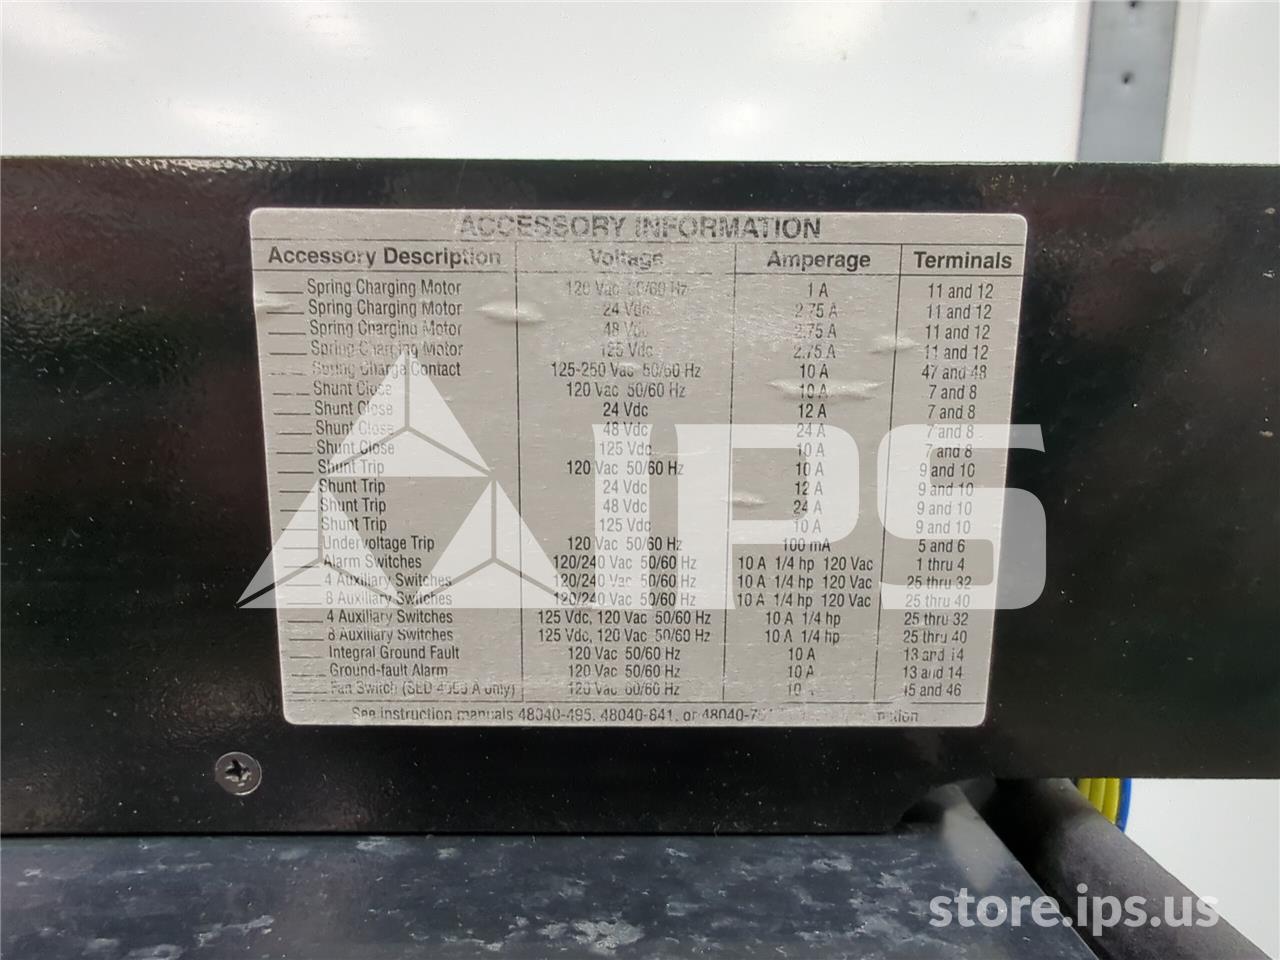 ACCESSORY INFORMATION
Accessory Description Voltage Amperage Terminals
Spring Charging Motor 120 Vac 50/60 Hz 1 A 11 and 12
Spring Charging Motor 24 Vdc 2.75 A 11 and 12
Spring Charging Motor 48 Vdc 2.75 A 11 and 12
Spring Charging Motor 125 Vdc 2.75 A 11 and 12
Spring Charge Contact 125-250 Vac 50/60 Hz 10 A 47 and 48
Shunt Close 120 Vac 50/60 Hz 10 A 7 and 8
Shunt Close 24 Vdc 12 A 7 and 8
Shunt Close 48 Vdc 24 A 7 and 8
Shunt Close 125 Vdc 10 A 7 and 8
Shunt Trip 120 Vac 50/60 Hz 10 A 9 and 10
Shunt Trip 24 Vdc 12 A 9 and 10
Shunt Trip 48 Vdc 24 A 9 and 10
Shunt Trip 125 Vdc 10 A 9 and 10
Undervoltage Trip 120 Vac 50/60 Hz 100 mA 5 and 6
Alarm Switches 120/240 Vac 50/60 Hz 10 A 1/4 hp 120 Vac 1 thru 4
4 Auxiliary Switches 120/240 Vac 50/60 Hz 10 A 1/4 hp 120 Vac 25 thru 32
8 Auxiliary Switches 120/240 Vac 50/60 Hz 10 A 1/4 hp 120 Vac 25 thru 40
4 Auxiliary Switches 125 Vdc, 120 Vac 50/60 Hz 10 A 1/4 hp 25 thru 32
8 Auxiliary Switches 125 Vdc, 120 Vac 50/60 Hz 10 A 1/4 hp 25 thru 40
Integral Ground Fault 120 Vac 50/60 Hz 10 A 13 and 14
Ground-fault Alarm 120 Vac 50/60 Hz 10 A 13 and 14
Fan Switch (SED A only) 120 Vac 60/60 Hz 10 and 46
See instruction manuals 48040-495, 48040-641, or
IPS
store.ips.us